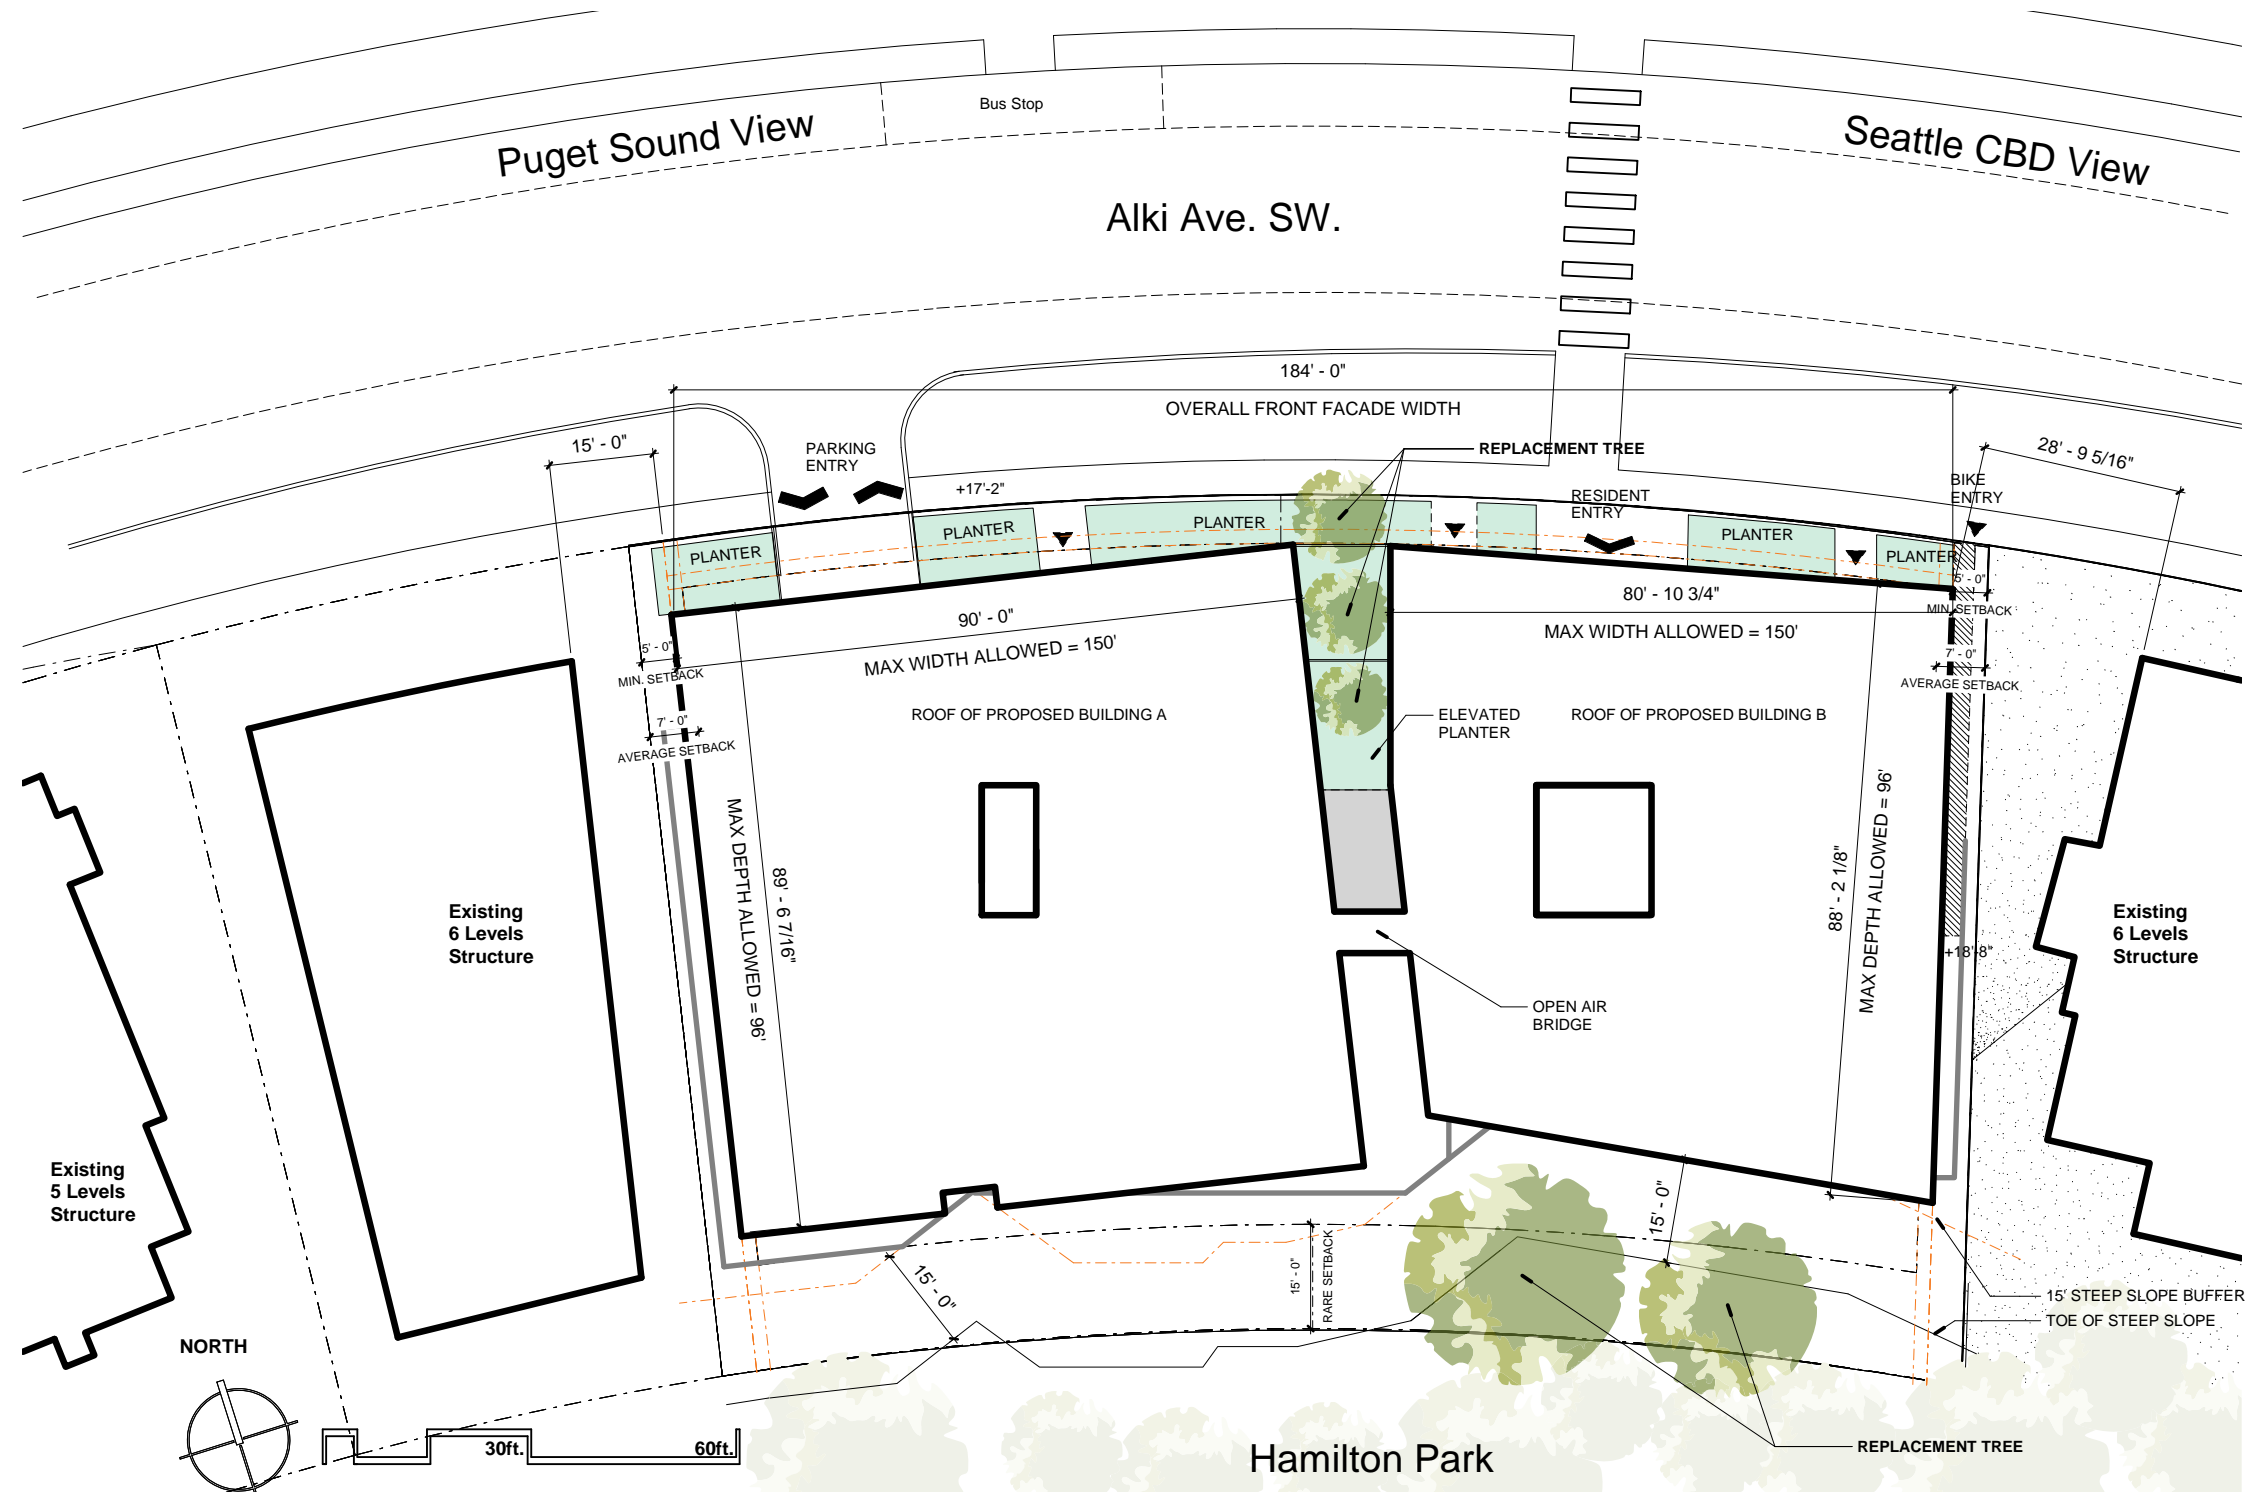 Bus Stop
Puget Sound View
Seattle CBD View
Alki Ave. SW.
184' - 0"
OVERALL FRONT FACADE WIDTH
15' - 0"
PARKING
ENTRY
REPLACEMENT TREE
28' - 9 5/16"
+17'-2"
RESIDENT
ENTRY
BIKE
ENTRY
PLANTER
PLANTER
PLANTER
PLANTER
PLANTER
5' - 0"
MIN. SETBACK
90' - 0"
MAX WIDTH ALLOWED = 150'
80' - 10 3/4"
MAX WIDTH ALLOWED = 150'
5' - 0"
MIN. SETBACK
7' - 0"
AVERAGE SETBACK
7' - 0"
AVERAGE SETBACK
ROOF OF PROPOSED BUILDING A
ELEVATED
PLANTER
ROOF OF PROPOSED BUILDING B
MAX DEPTH ALLOWED = 96'
89' - 6 7/16"
88' - 2 1/8"
MAX DEPTH ALLOWED = 96'
Existing
6 Levels
Structure
Existing
6 Levels
Structure
+18'-8"
OPEN AIR
BRIDGE
Existing
5 Levels
Structure
15' - 0"
15' - 0"
RARE SETBACK
15' - 0"
15' STEEP SLOPE BUFFER
TOE OF STEEP SLOPE
NORTH
30ft.
60ft.
Hamilton Park
REPLACEMENT TREE